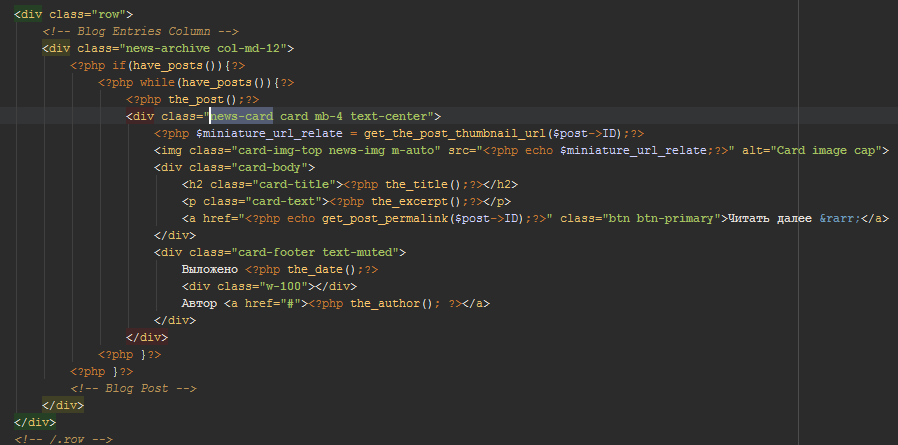 <div class="row">
<!-- Blog Entries Column -->
<div class="news-archive col-md-12">
<?php if(have_posts()){?>
<?php while(have_posts()){?>
<?php the_post();?>
<div class="news-card card mb-4 text-center">
<?php $miniature_url_relate = get_the_post_thumbnail_url($post->ID);?>
<img class="card-img-top news-img m-auto" src="<?php echo $miniature_url_relate;?>" alt="Card image cap">
<div class="card-body">
<h2 class="card-title"><?php the_title();?></h2>
<p class="card-text"><?php the_excerpt();?></p>
<a href="<?php echo get_post_permalink($post->ID);?>" class="btn btn-primary">Читать далее &rarr;</a>
</div>
<div class="card-footer text-muted">
Выложено <?php the_date();?>
<div class="w-100"></div>
Автор <a href="#"><?php the_author(); ?></a>
</div>
</div>
<?php }?>
<?php }?>
<!-- Blog Post -->
</div>
</div>
<!-- /.row -->